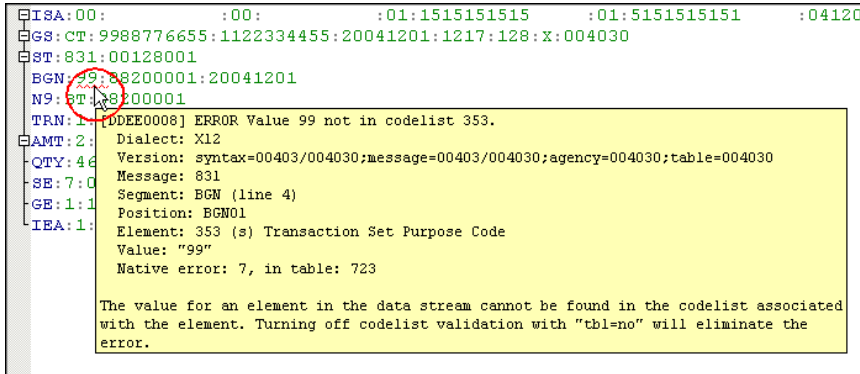 ISA:00: :00: :01:1515151515 :01:5151515151 :04120
GS:CT:9988776655:1122334455:20041201:1217:128:X:004030
ST:831:00128001
BGN:99:88200001:20041201
N9:BT:88200001
TRN:1:
[DDEE0008] ERROR Value 99 not in codelist 353.
AMT:2:
Dialect: X12
QTY:46
Version: syntax=00403/004030;message=00403/004030;agency=004030;table=004030
Message: 831
SE:7:0
Segment: BGN (line 4)
GE:1:1
Position: BGN01
IEA:1:
Element: 353 (s) Transaction Set Purpose Code
Value: "99"
Native error: 7, in table: 723
The value for an element in the data stream cannot be found in the codelist associated
with the element. Turning off codelist validation with "tbl=no" will eliminate the
error.